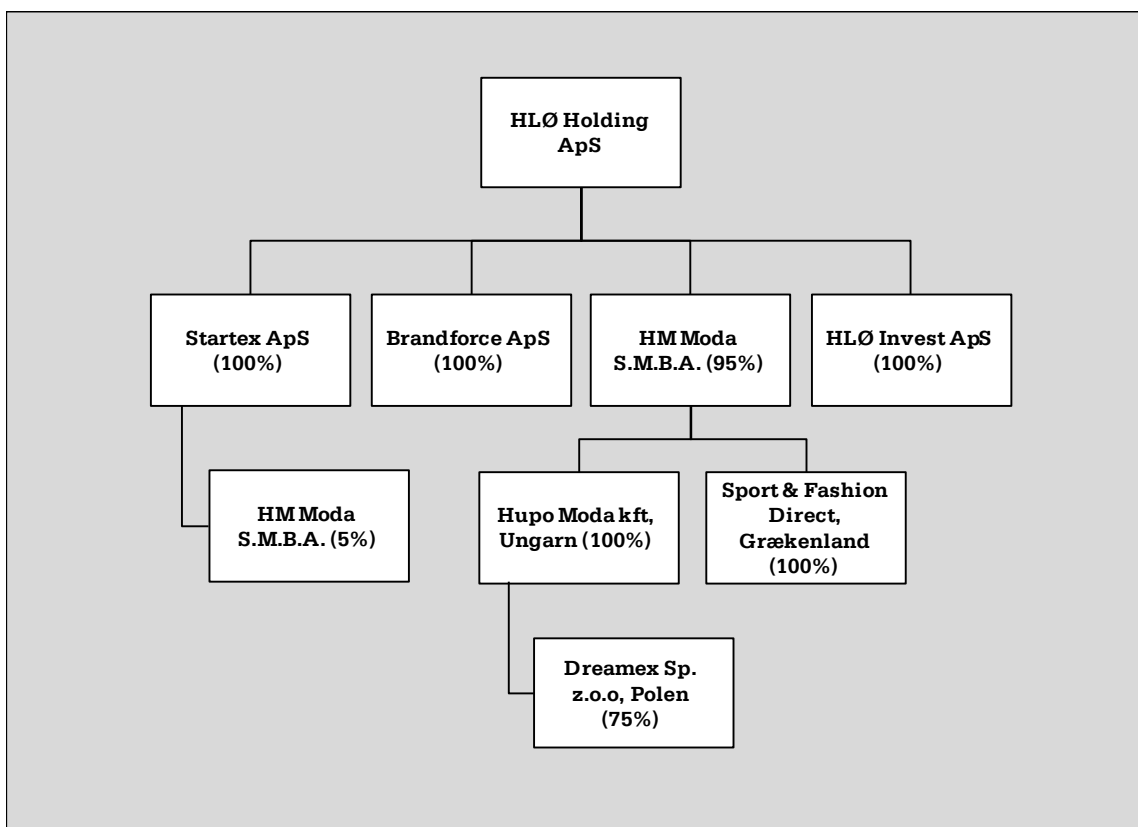 HLØ Holding
ApS
Startex ApS
(100%)
Brandforce ApS
(100%)
HM Moda
S.M.B.A. (95%)
HLØ Invest ApS
(100%)
HM Moda
S.M.B.A. (5%)
Hupo Moda kft,
Ungarn (100%)
Sport & Fashion
Direct,
Grækenland
(100%)
Dreamex Sp.
z.o.o, Polen
(75%)